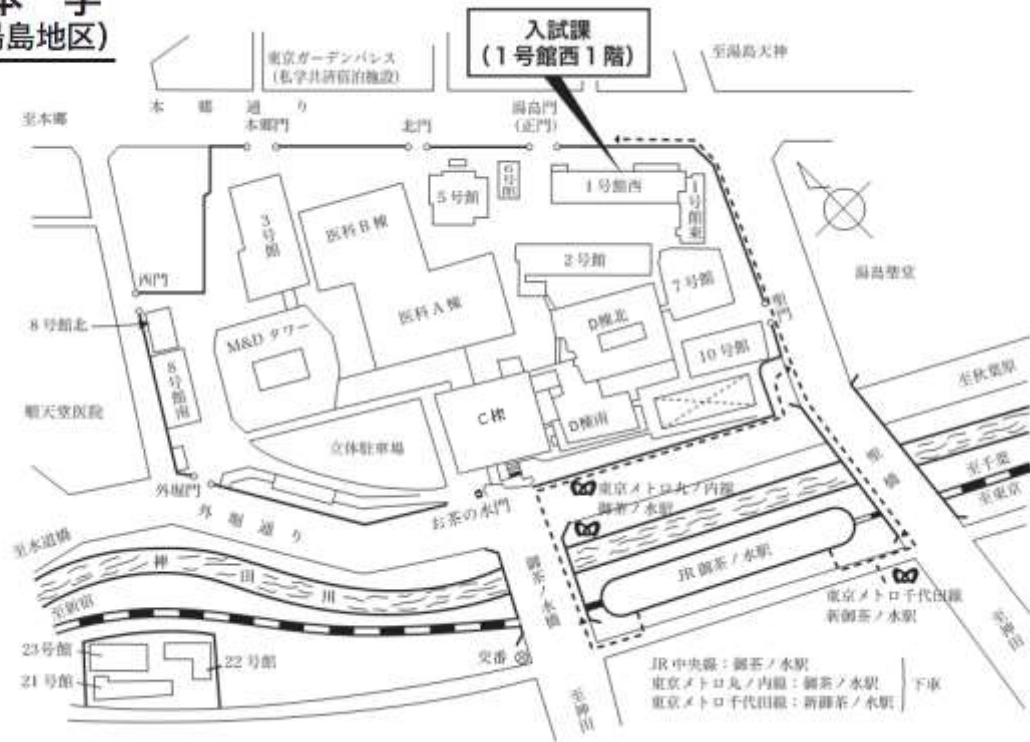 本 学
湯島地区)
入試課
(1号館西1階)
東京ガーデンパレス
(私学共済宿泊施設)
至湯島天神
本 郷 通 り
至本郷
本郷門
北門
湯島門
(正門)
6号館
5号館
1号館西
1号館東
3号館
医科B棟
2号館
7号館
湯島聖堂
西門
医科A棟
D棟北
聖門
8号館北
M&Dタワー
10号館
8号館南
至秋葉原
順天堂医院
C棟
D棟南
立体駐車場
聖橋
至千葉
至東京
外堀門
外堀通り
お茶の水門
東京メトロ丸ノ内線
御茶ノ水駅
至水道橋
神田川
御茶ノ水橋
JR御茶ノ水駅
至新宿
東京メトロ千代田線
新御茶ノ水駅
至神田
23号館
22号館
21号館
交番
至神田
JR中央線:御茶ノ水駅
東京メトロ丸ノ内線:御茶ノ水駅
東京メトロ千代田線:新御茶ノ水駅
下車